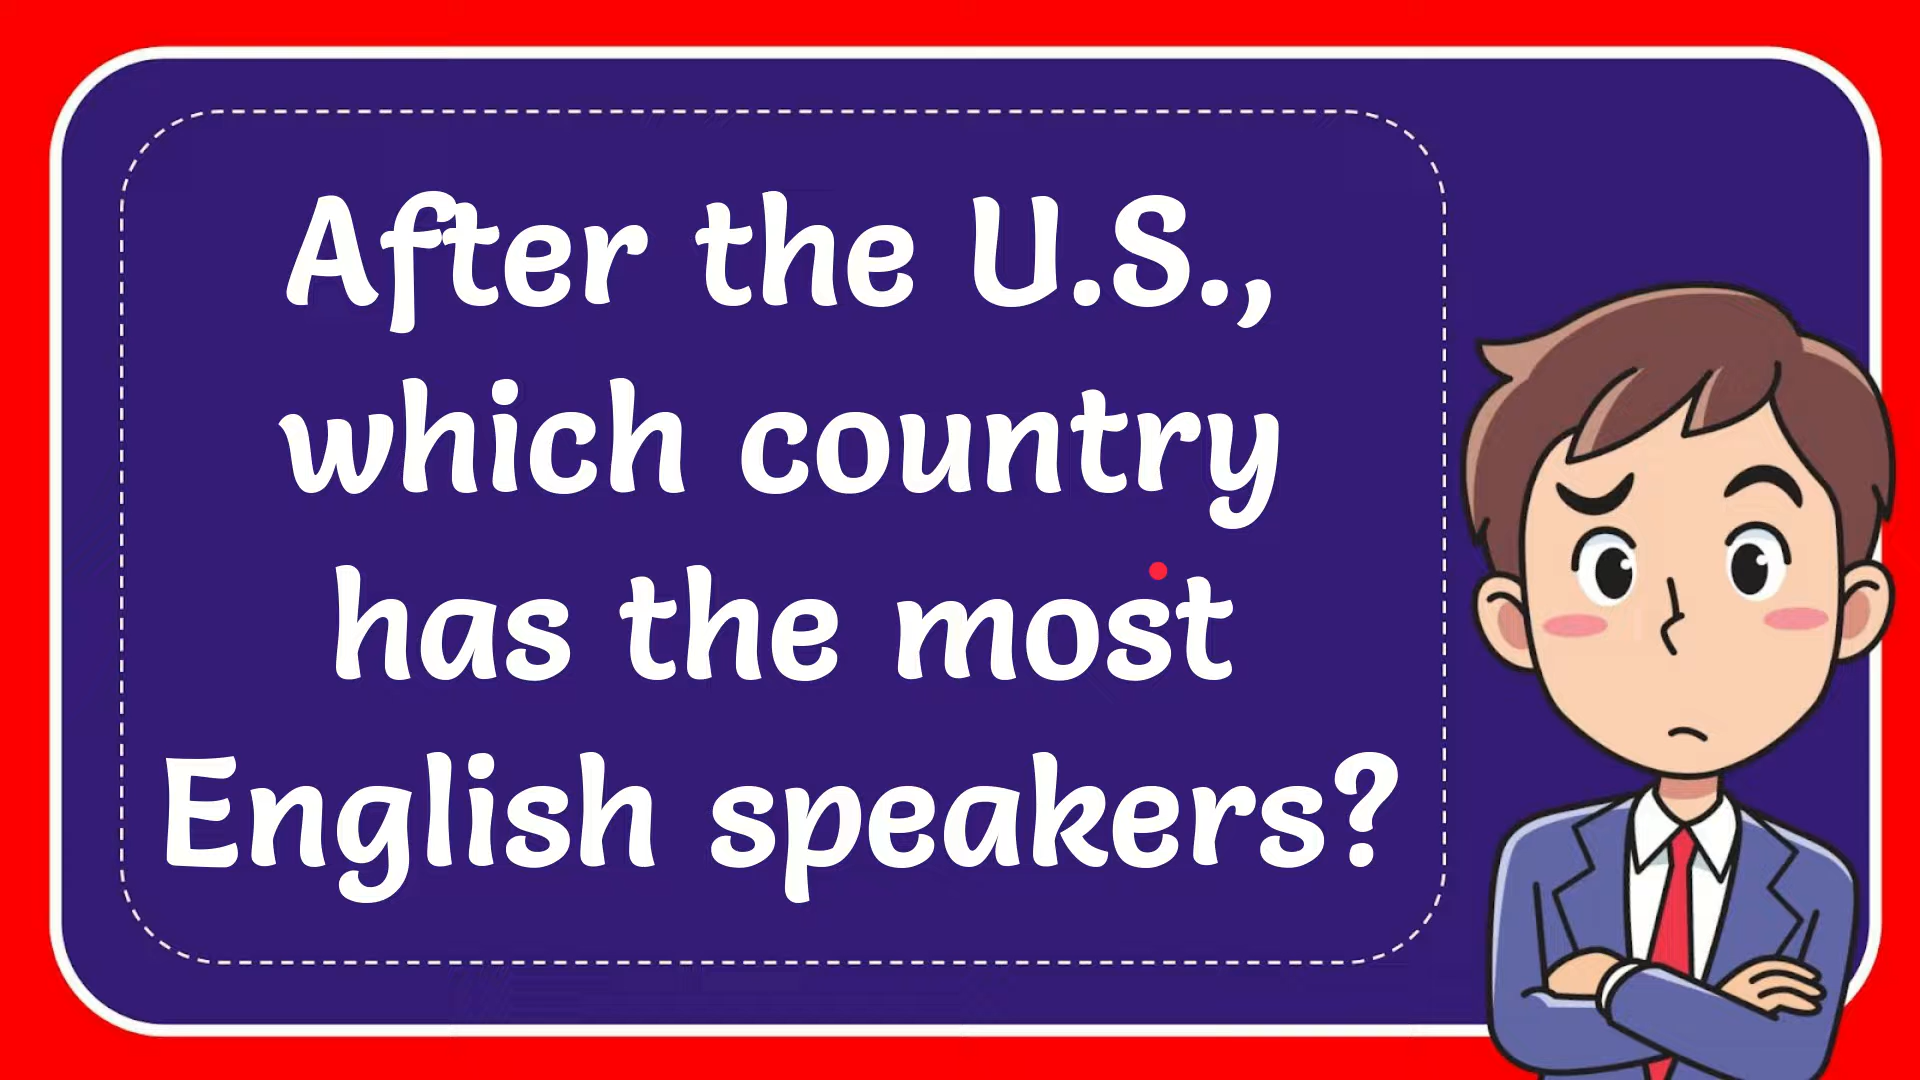 After the U.S.,
which country
has the most
English speakers?